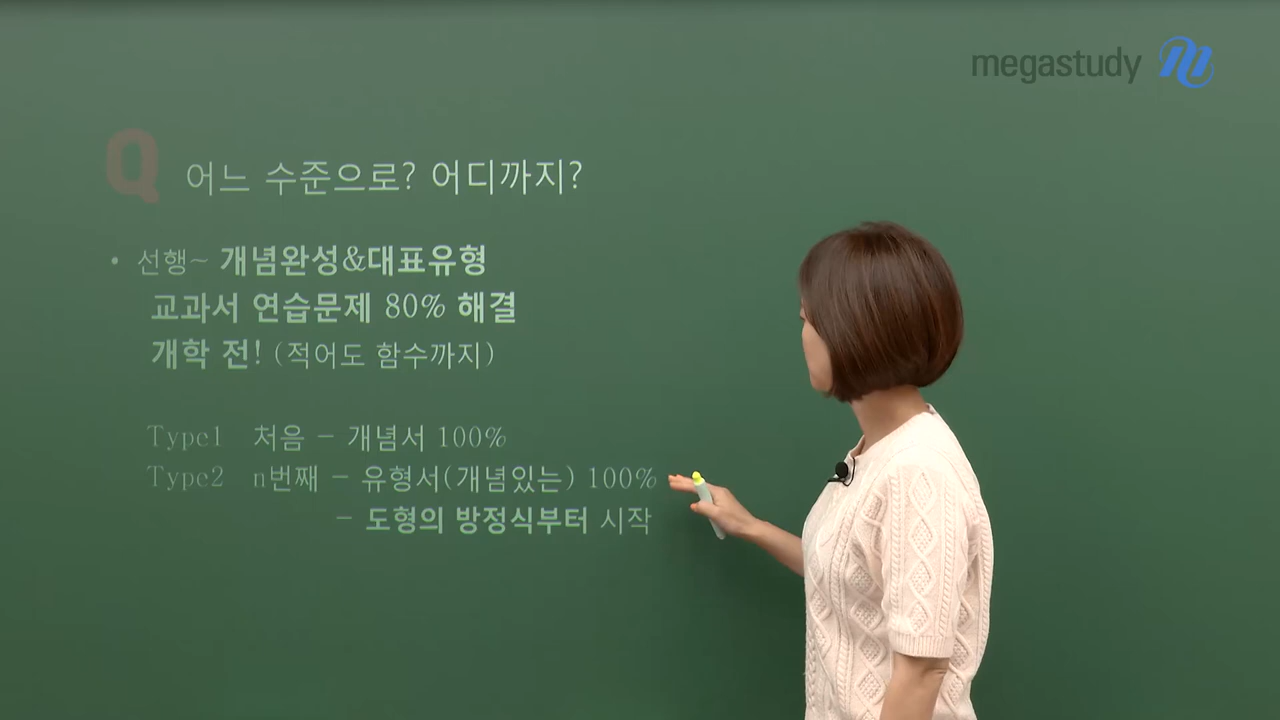 megastudy
Q 어느 수준으로? 어디까지?
• 선행~ 개념완성&대표유형
교과서 연습문제 80% 해결
개학 전! (적어도 함수까지)
Type1 처음 - 개념서 100%
Type2 n번째 - 유형서(개념있는) 100%
- 도형의 방정식부터 시작